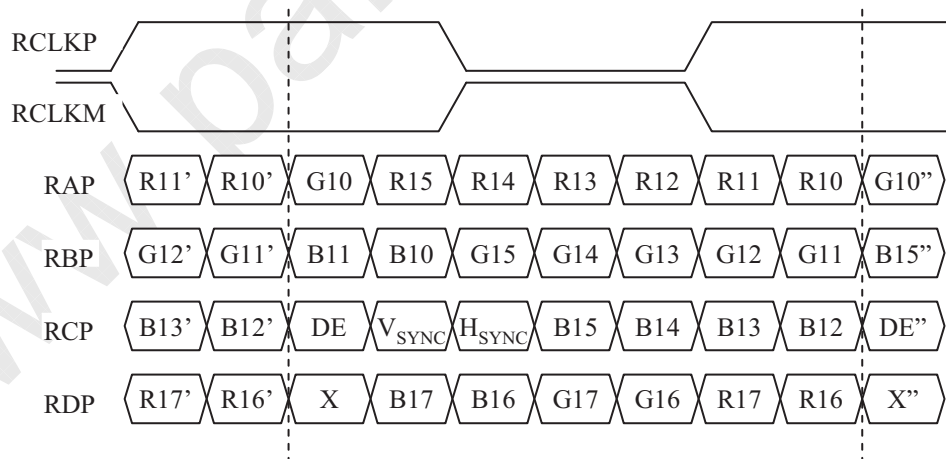 RCLKP
RCLKM
RAP R11’ R10’ G10 R15 R14 R13 R12 R11 R10 G10”
RBP G12’ G11’ B11 B10 G15 G14 G13 G12 G11 B15”
RCP B13’ B12’ DE VSYNC HSYNC B15 B14 B13 B12 DE”
RDP R17’ R16’ X B17 B16 G17 G16 R17 R16 X”